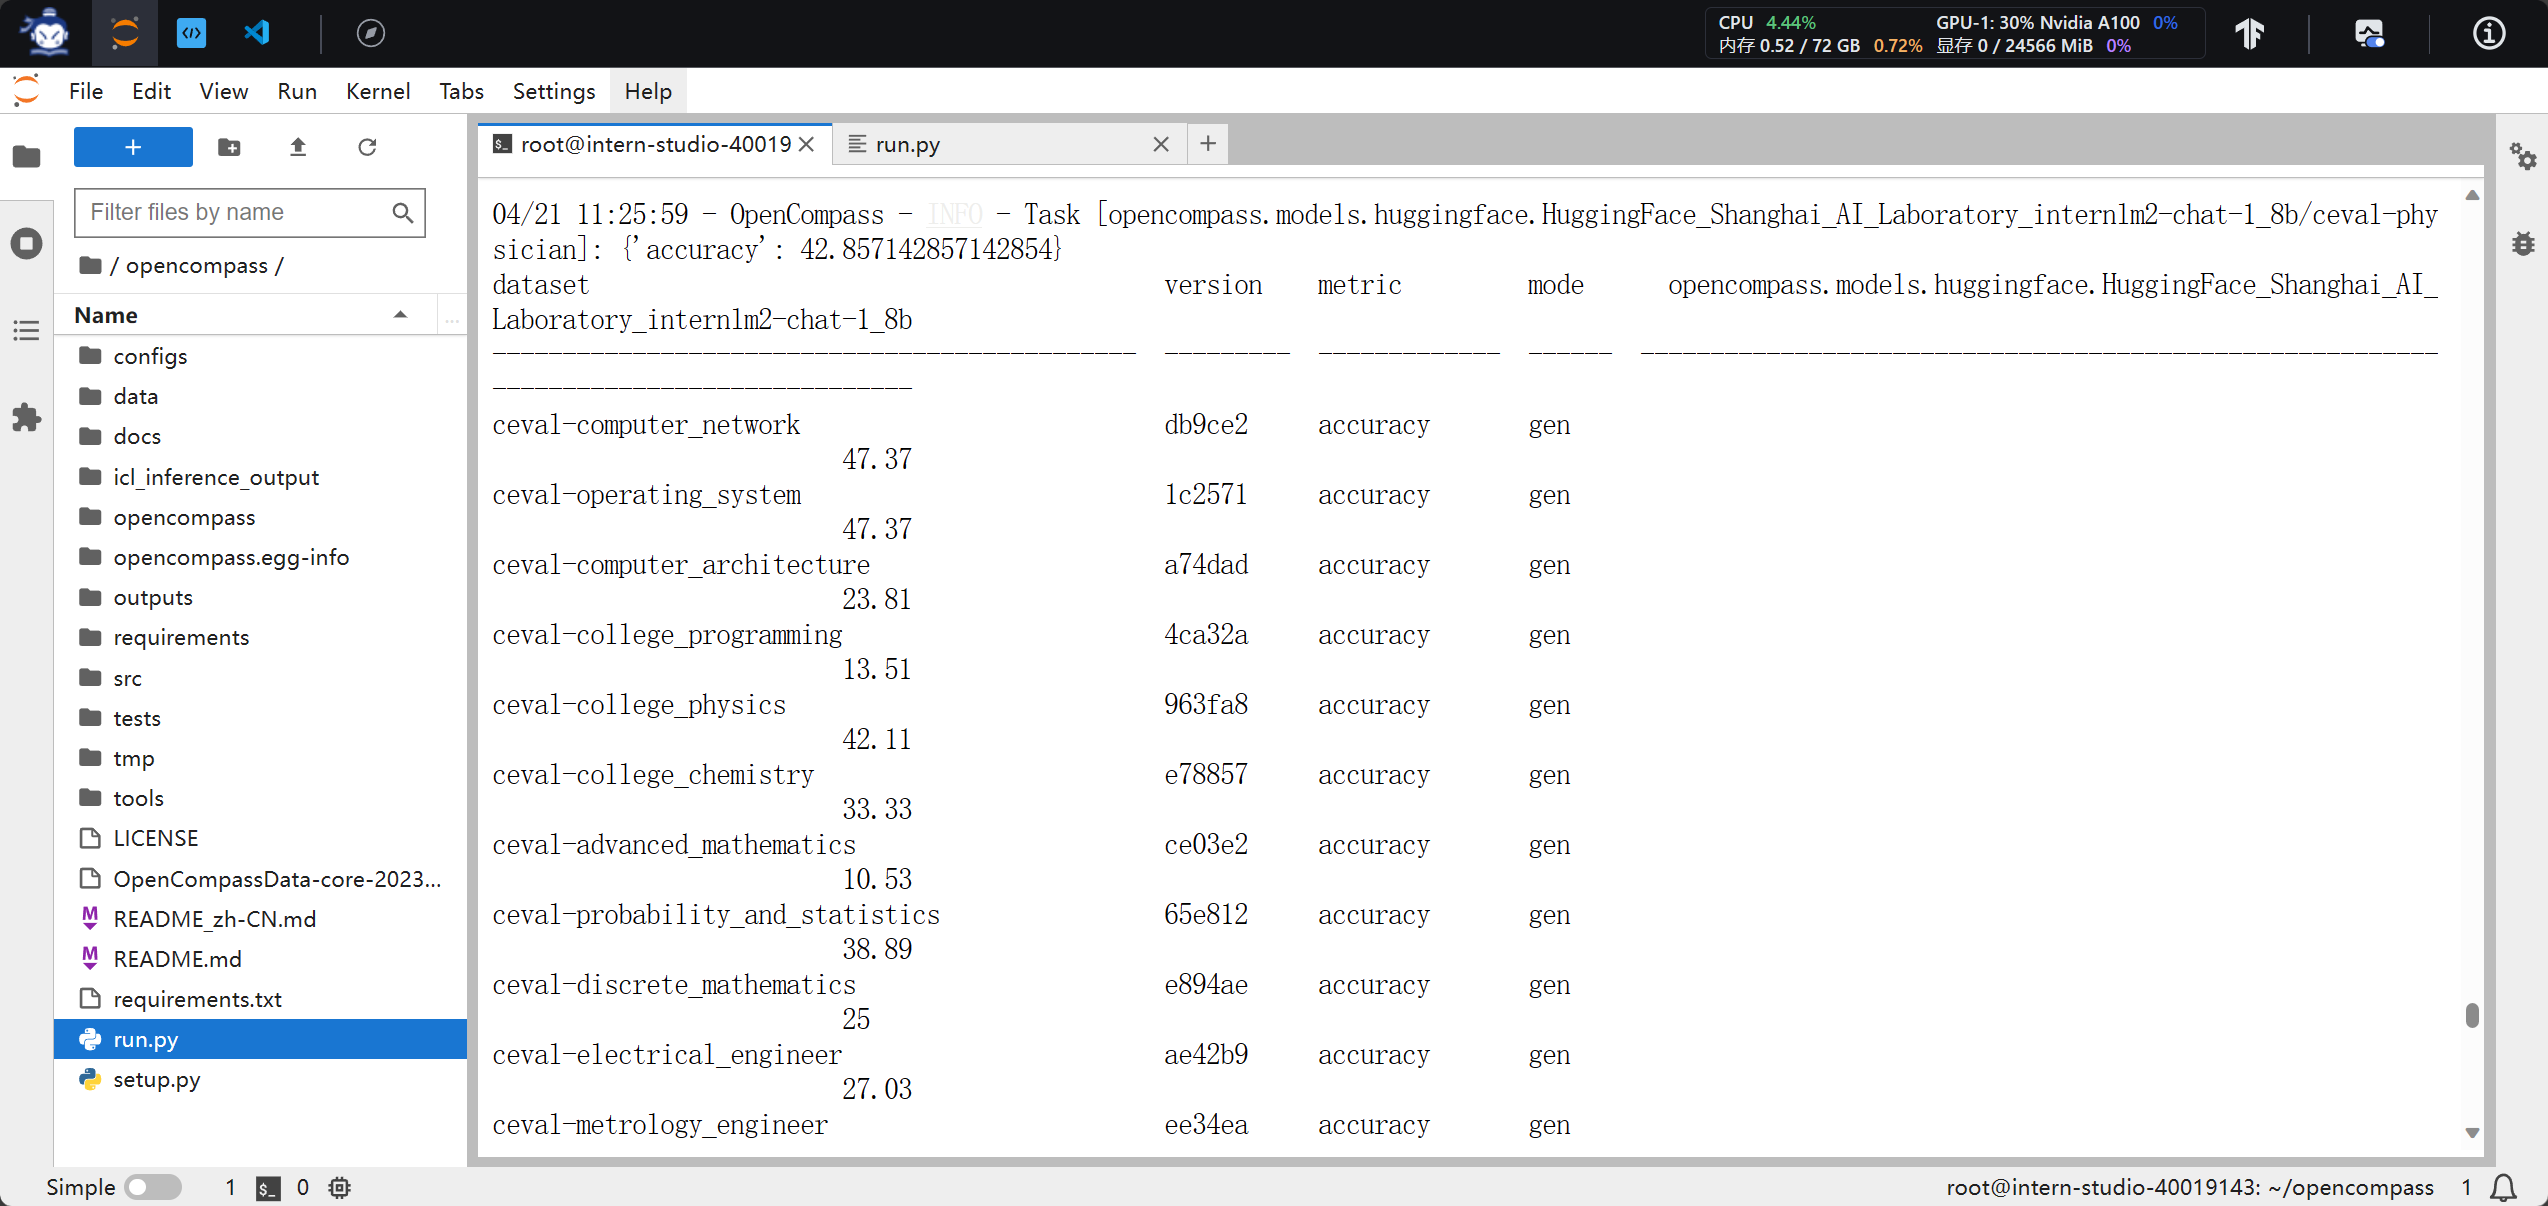 CPU 4.44%
内存 0.52 / 72 GB 0.72%
GPU-1: 30% Nvidia A100 0%
显存 0 / 24566 MiB 0%
File Edit View Run Kernel Tabs Settings Help
+
Filter files by name
/ opencompass /
Name
...
configs
data
docs
icl_inference_output
opencompass
opencompass.egg-info
outputs
requirements
src
tests
tmp
tools
LICENSE
OpenCompassData-core-2023...
README_zh-CN.md
README.md
requirements.txt
run.py
setup.py
root@intern-studio-40019
run.py
04/21 11:25:59 - OpenCompass - INFO - Task [opencompass.models.huggingface.HuggingFace_Shanghai_AI_Laboratory_internlm2-chat-1_8b/ceval-phy
sician]: {'accuracy': 42.857142857142854}
dataset version metric mode opencompass.models.huggingface.HuggingFace_Shanghai_AI_
Laboratory_internlm2-chat-1_8b
---------------------------------------------- --------- ------------- ------ ---------------------------------------------------------
------------------------------
ceval-computer_network db9ce2 accuracy gen
47.37
ceval-operating_system 1c2571 accuracy gen
47.37
ceval-computer_architecture a74dad accuracy gen
23.81
ceval-college_programming 4ca32a accuracy gen
13.51
ceval-college_physics 963fa8 accuracy gen
42.11
ceval-college_chemistry e78857 accuracy gen
33.33
ceval-advanced_mathematics ce03e2 accuracy gen
10.53
ceval-probability_and_statistics 65e812 accuracy gen
38.89
ceval-discrete_mathematics e894ae accuracy gen
25
ceval-electrical_engineer ae42b9 accuracy gen
27.03
ceval-metrology_engineer ee34ea accuracy gen
Simple 1 0
root@intern-studio-40019143: ~/opencompass 1